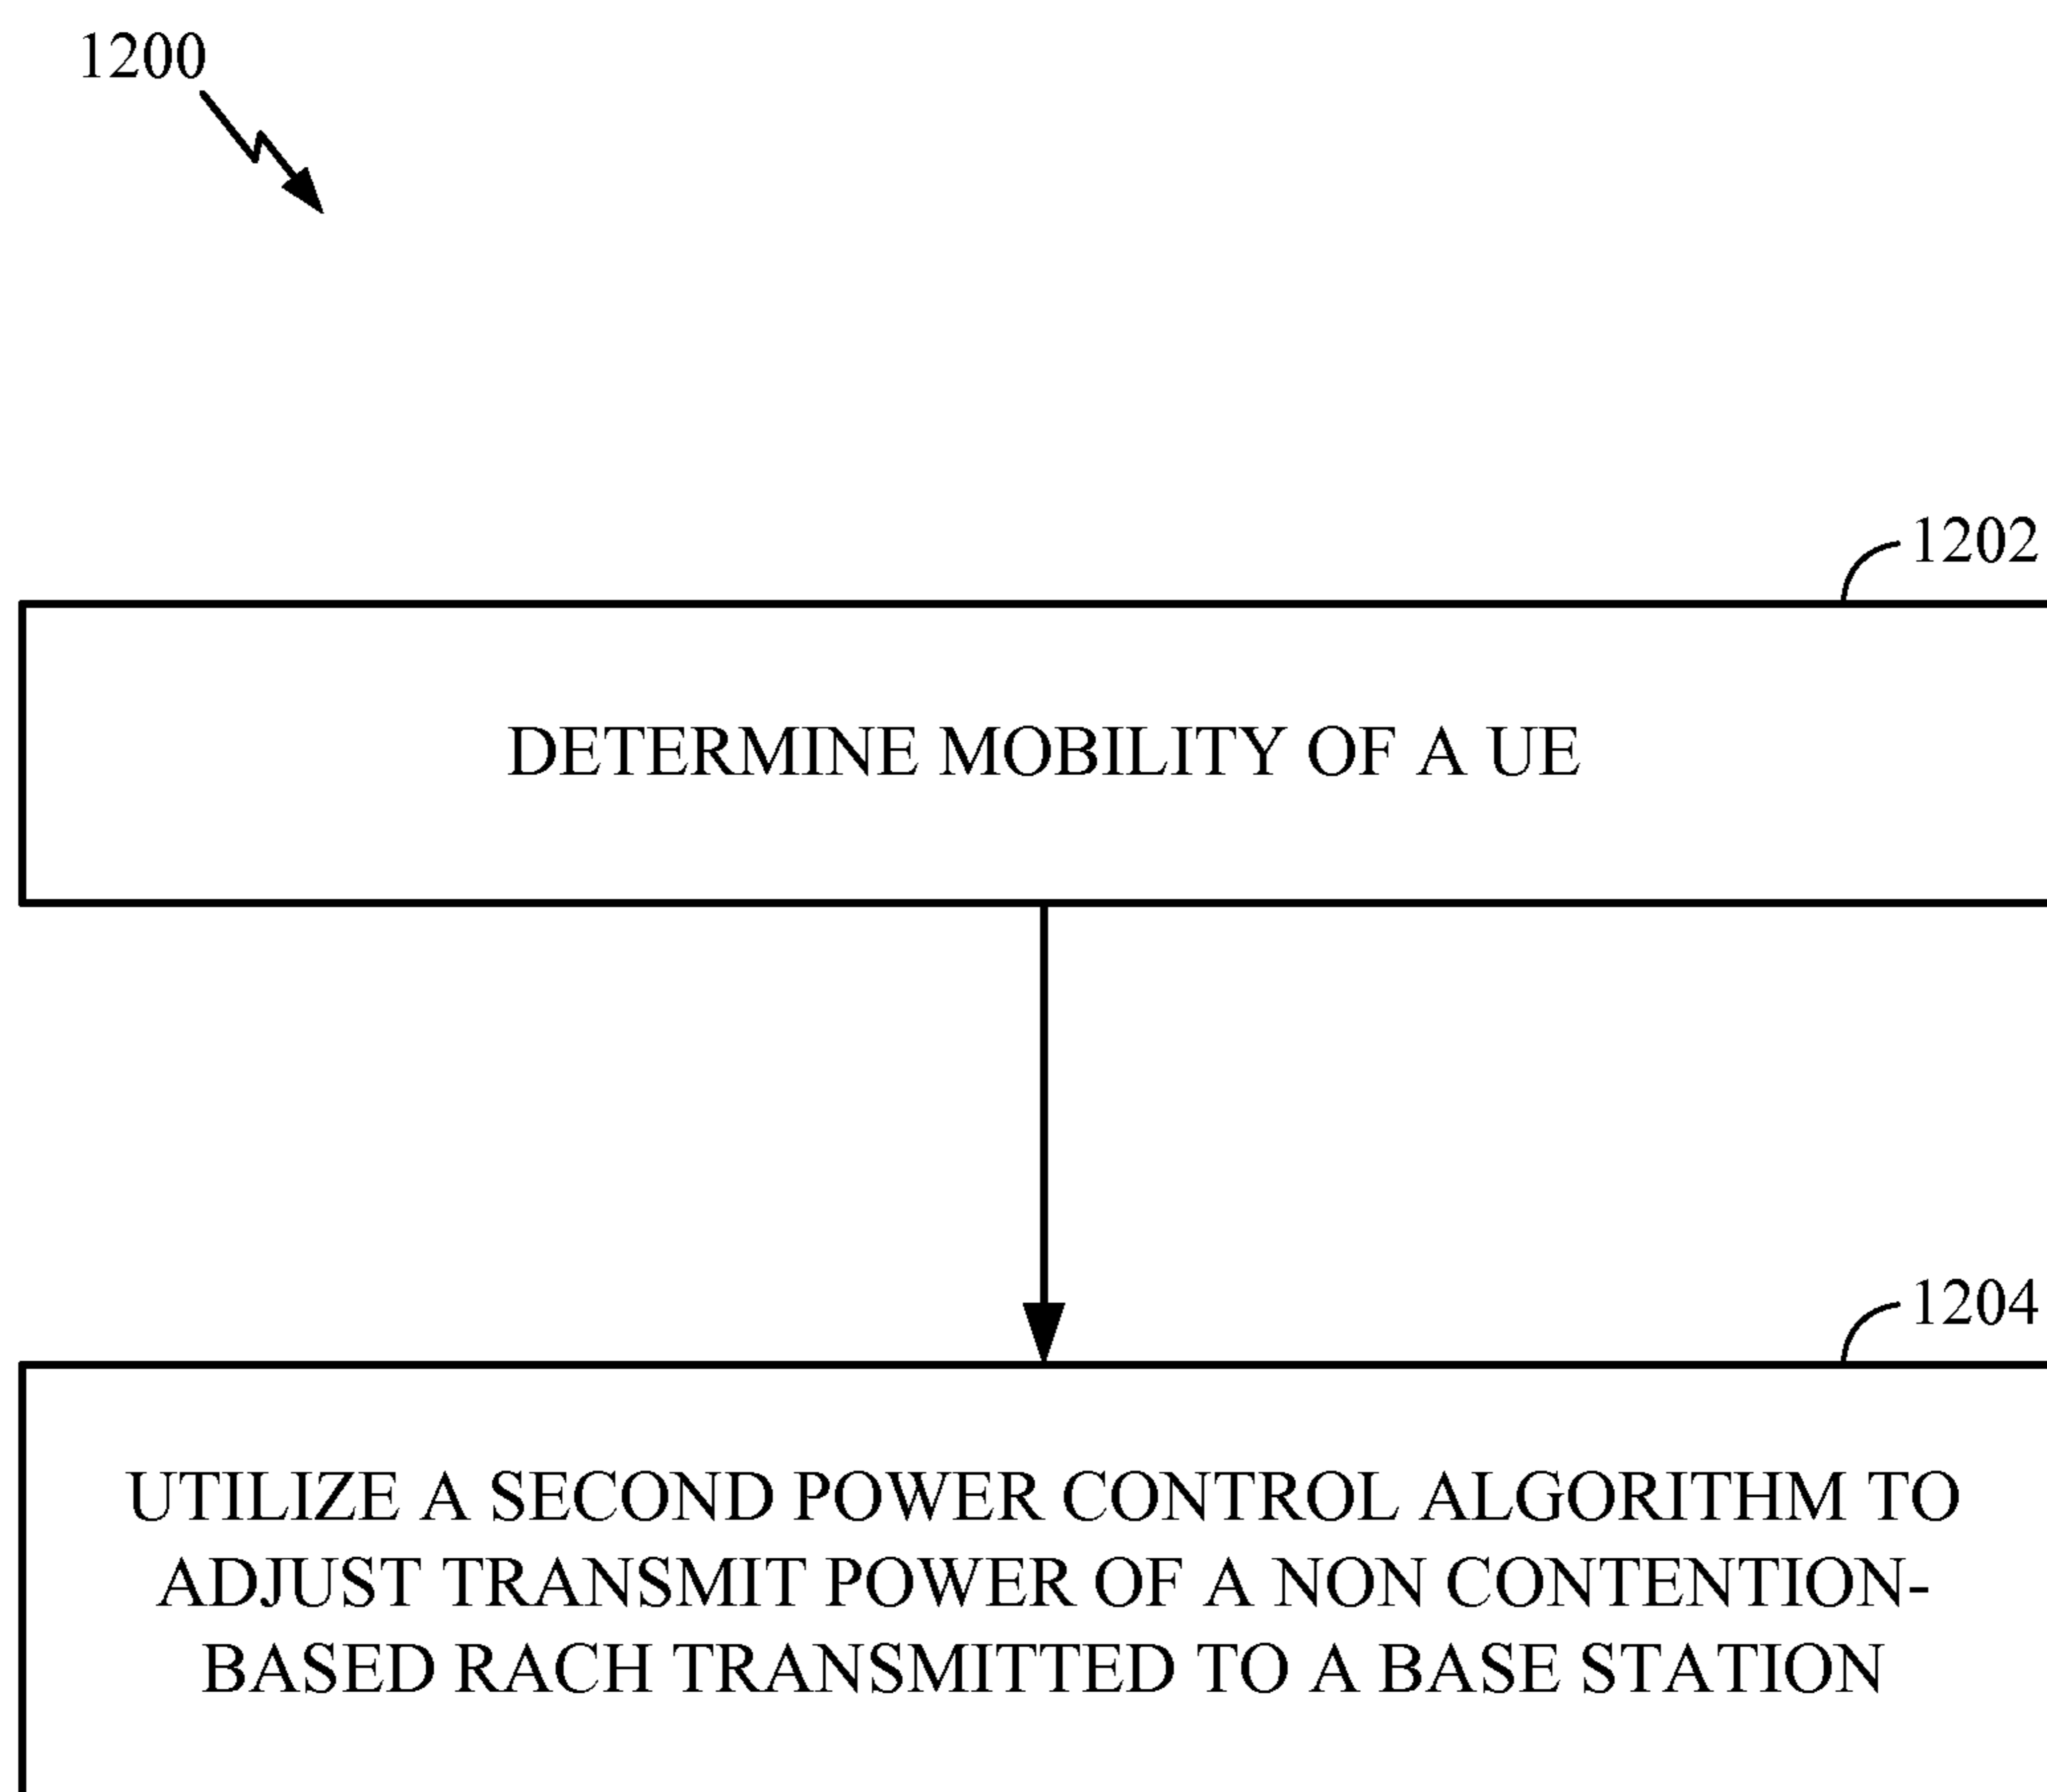 1200
1202
DETERMINE MOBILITY OF A UE
1204
UTILIZE A SECOND POWER CONTROL ALGORITHM TO
ADJUST TRANSMIT POWER OF A NON CONTENTION-
BASED RACH TRANSMITTED TO A BASE STATION